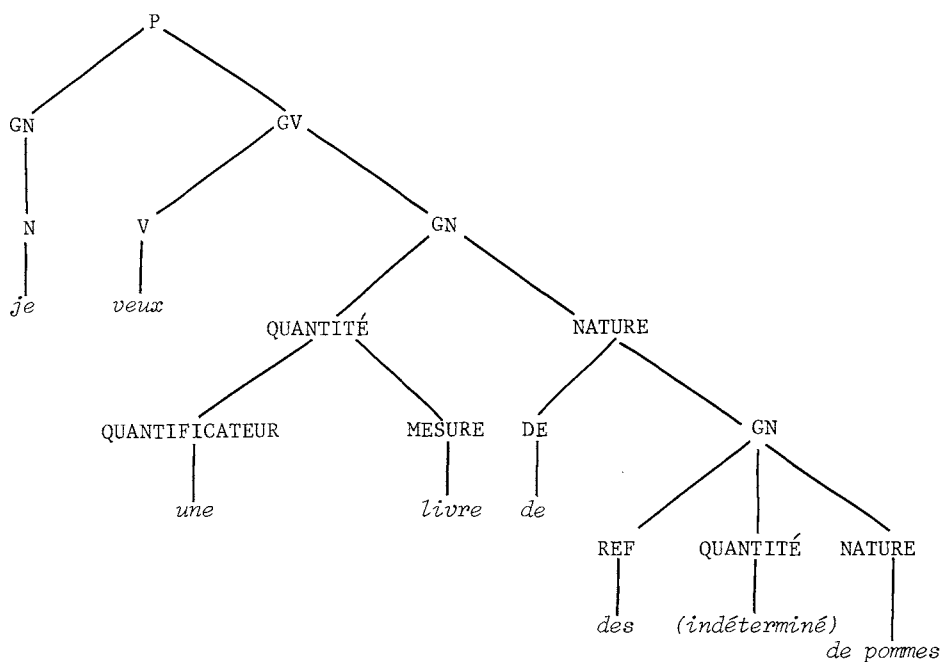 P
GN GV
N V GN
je veux
QUANTITÉ NATURE
QUANTIFICATEUR MESURE DE GN
une livre de
REF QUANTITÉ NATURE
des (indéterminé)
de pommes